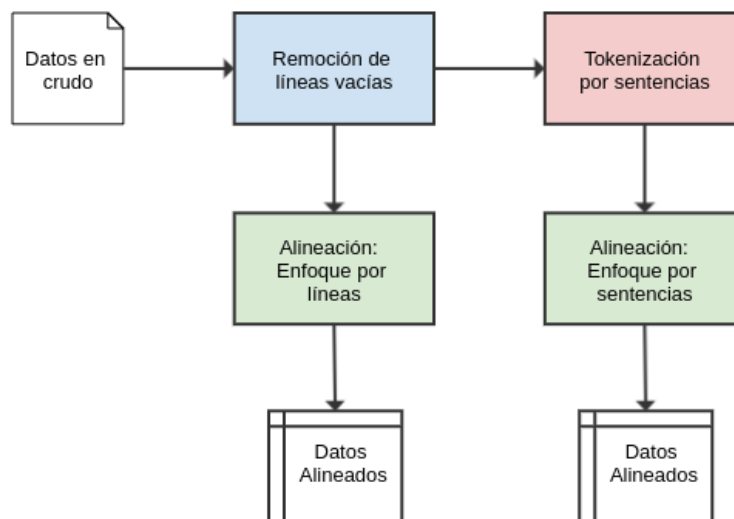 Datos en
crudo
Remoción de
líneas vacías
Tokenización
por sentencias
Alineación:
Enfoque por
líneas
Alineación:
Enfoque por
sentencias
Datos
Alineados
Datos
Alineados